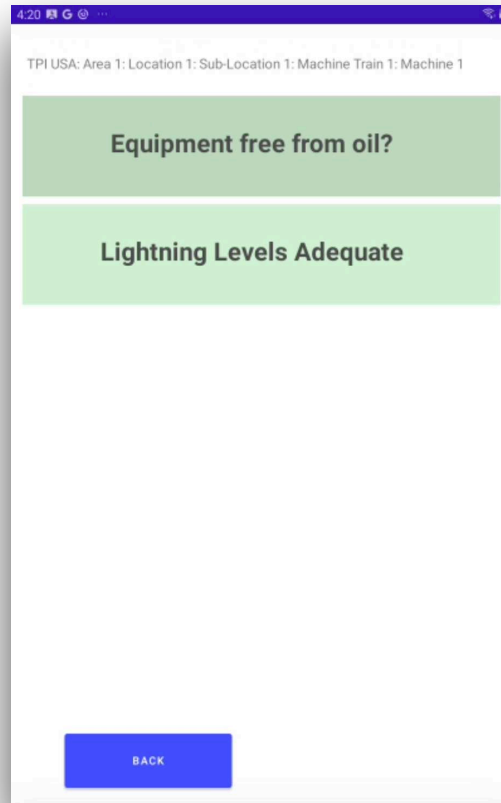 4:20 G ...
TPI USA: Area 1: Location 1: Sub-Location 1: Machine Train 1: Machine 1
Equipment free from oil?
Lightning Levels Adequate
BACK